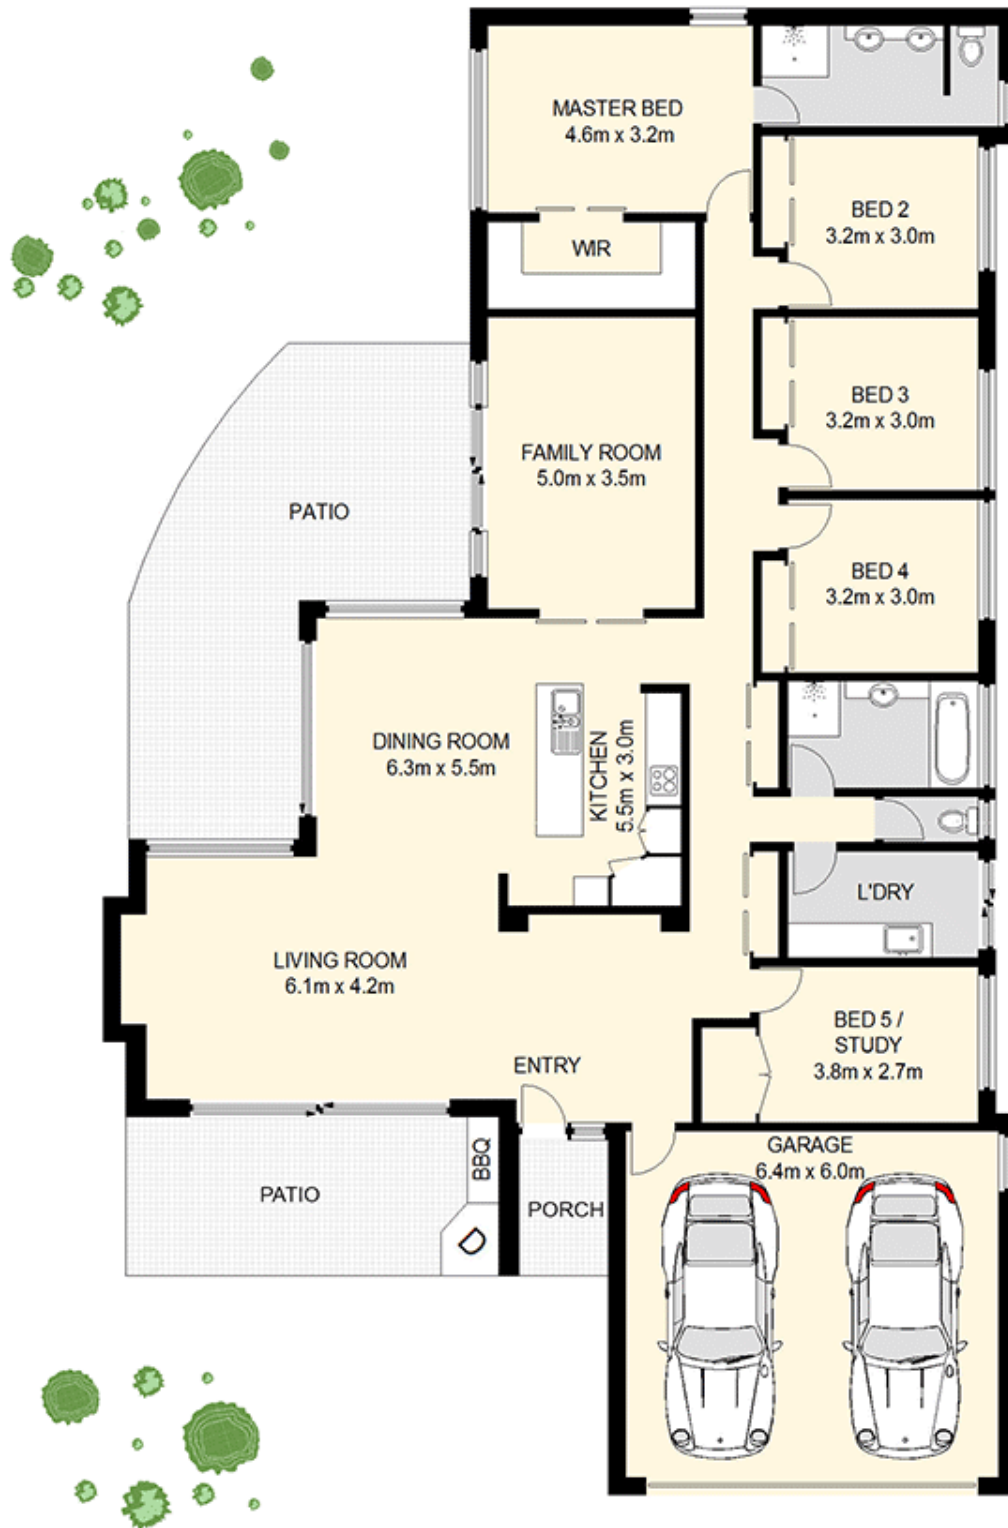 MASTER BED
4.6m x 3.2m
BED 2
3.2m x 3.0m
WIR
BED 3
3.2m x 3.0m
FAMILY ROOM
5.0m x 3.5m
PATIO
BED 4
3.2m x 3.0m
DINING ROOM
6.3m x 5.5m
KITCHEN
5.5m x 3.0m
L'DRY
LIVING ROOM
6.1m x 4.2m
BED 5 /
STUDY
3.8m x 2.7m
ENTRY
GARAGE
6.4m x 6.0m
BBQ
PATIO
PORCH